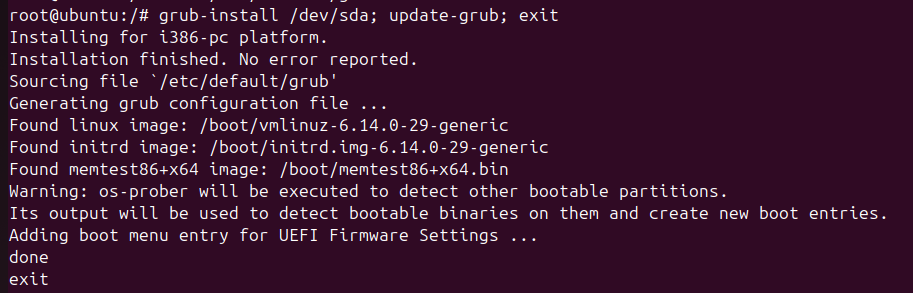 root@ubuntu:/# grub-install /dev/sda; update-grub; exit
Installing for i386-pc platform.
Installation finished. No error reported.
Sourcing file `/etc/default/grub'
Generating grub configuration file ...
Found linux image: /boot/vmlinuz-6.14.0-29-generic
Found initrd image: /boot/initrd.img-6.14.0-29-generic
Found memtest86+x64 image: /boot/memtest86+x64.bin
Warning: os-prober will be executed to detect other bootable partitions.
Its output will be used to detect bootable binaries on them and create new boot entries.
Adding boot menu entry for UEFI Firmware Settings ...
done
exit